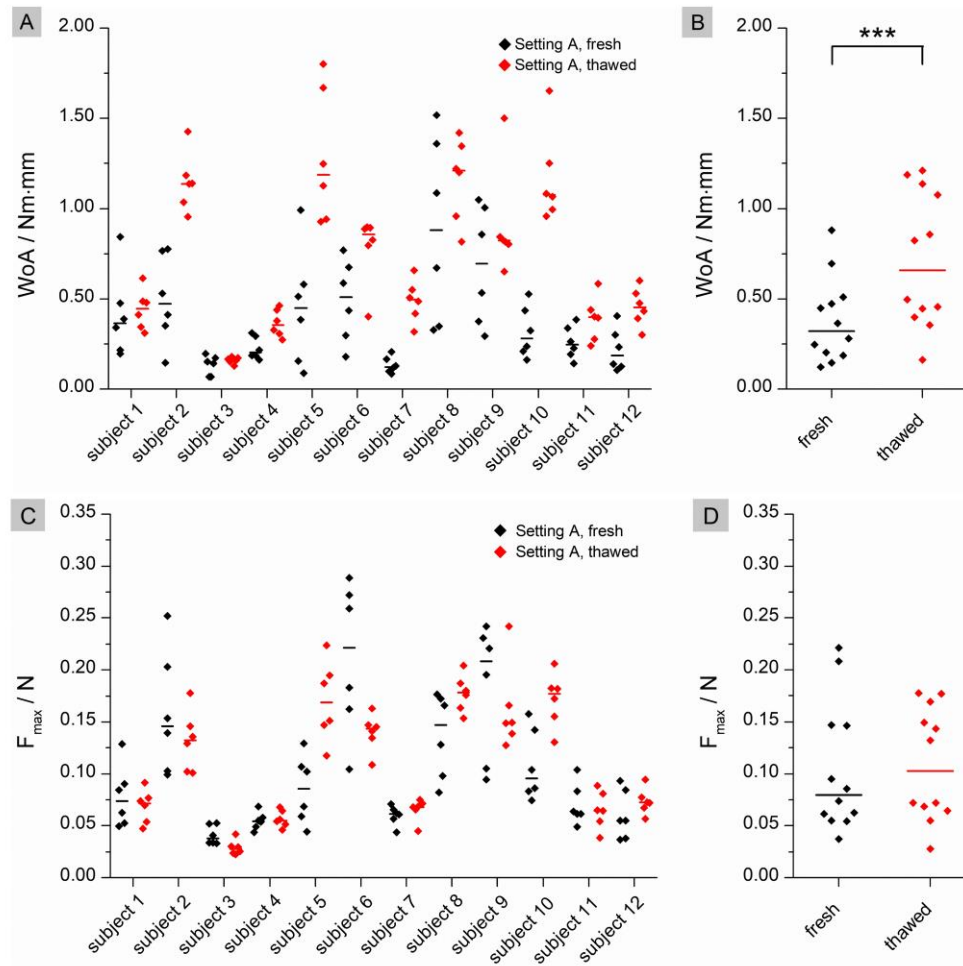 A
WoA / Nm·mm
2.00
1.50
1.00
0.50
0.00
Setting A, fresh
Setting A, thawed
subject 1
subject 2
subject 3
subject 4
subject 5
subject 6
subject 7
subject 8
subject 9
subject 10
subject 11
subject 12
B
WoA / Nm·mm
2.00
1.50
1.00
0.50
0.00
***
fresh
thawed
C
Fmax / N
0.35
0.30
0.25
0.20
0.15
0.10
0.05
0.00
Setting A, fresh
Setting A, thawed
subject 1
subject 2
subject 3
subject 4
subject 5
subject 6
subject 7
subject 8
subject 9
subject 10
subject 11
subject 12
D
Fmax / N
0.35
0.30
0.25
0.20
0.15
0.10
0.05
0.00
fresh
thawed